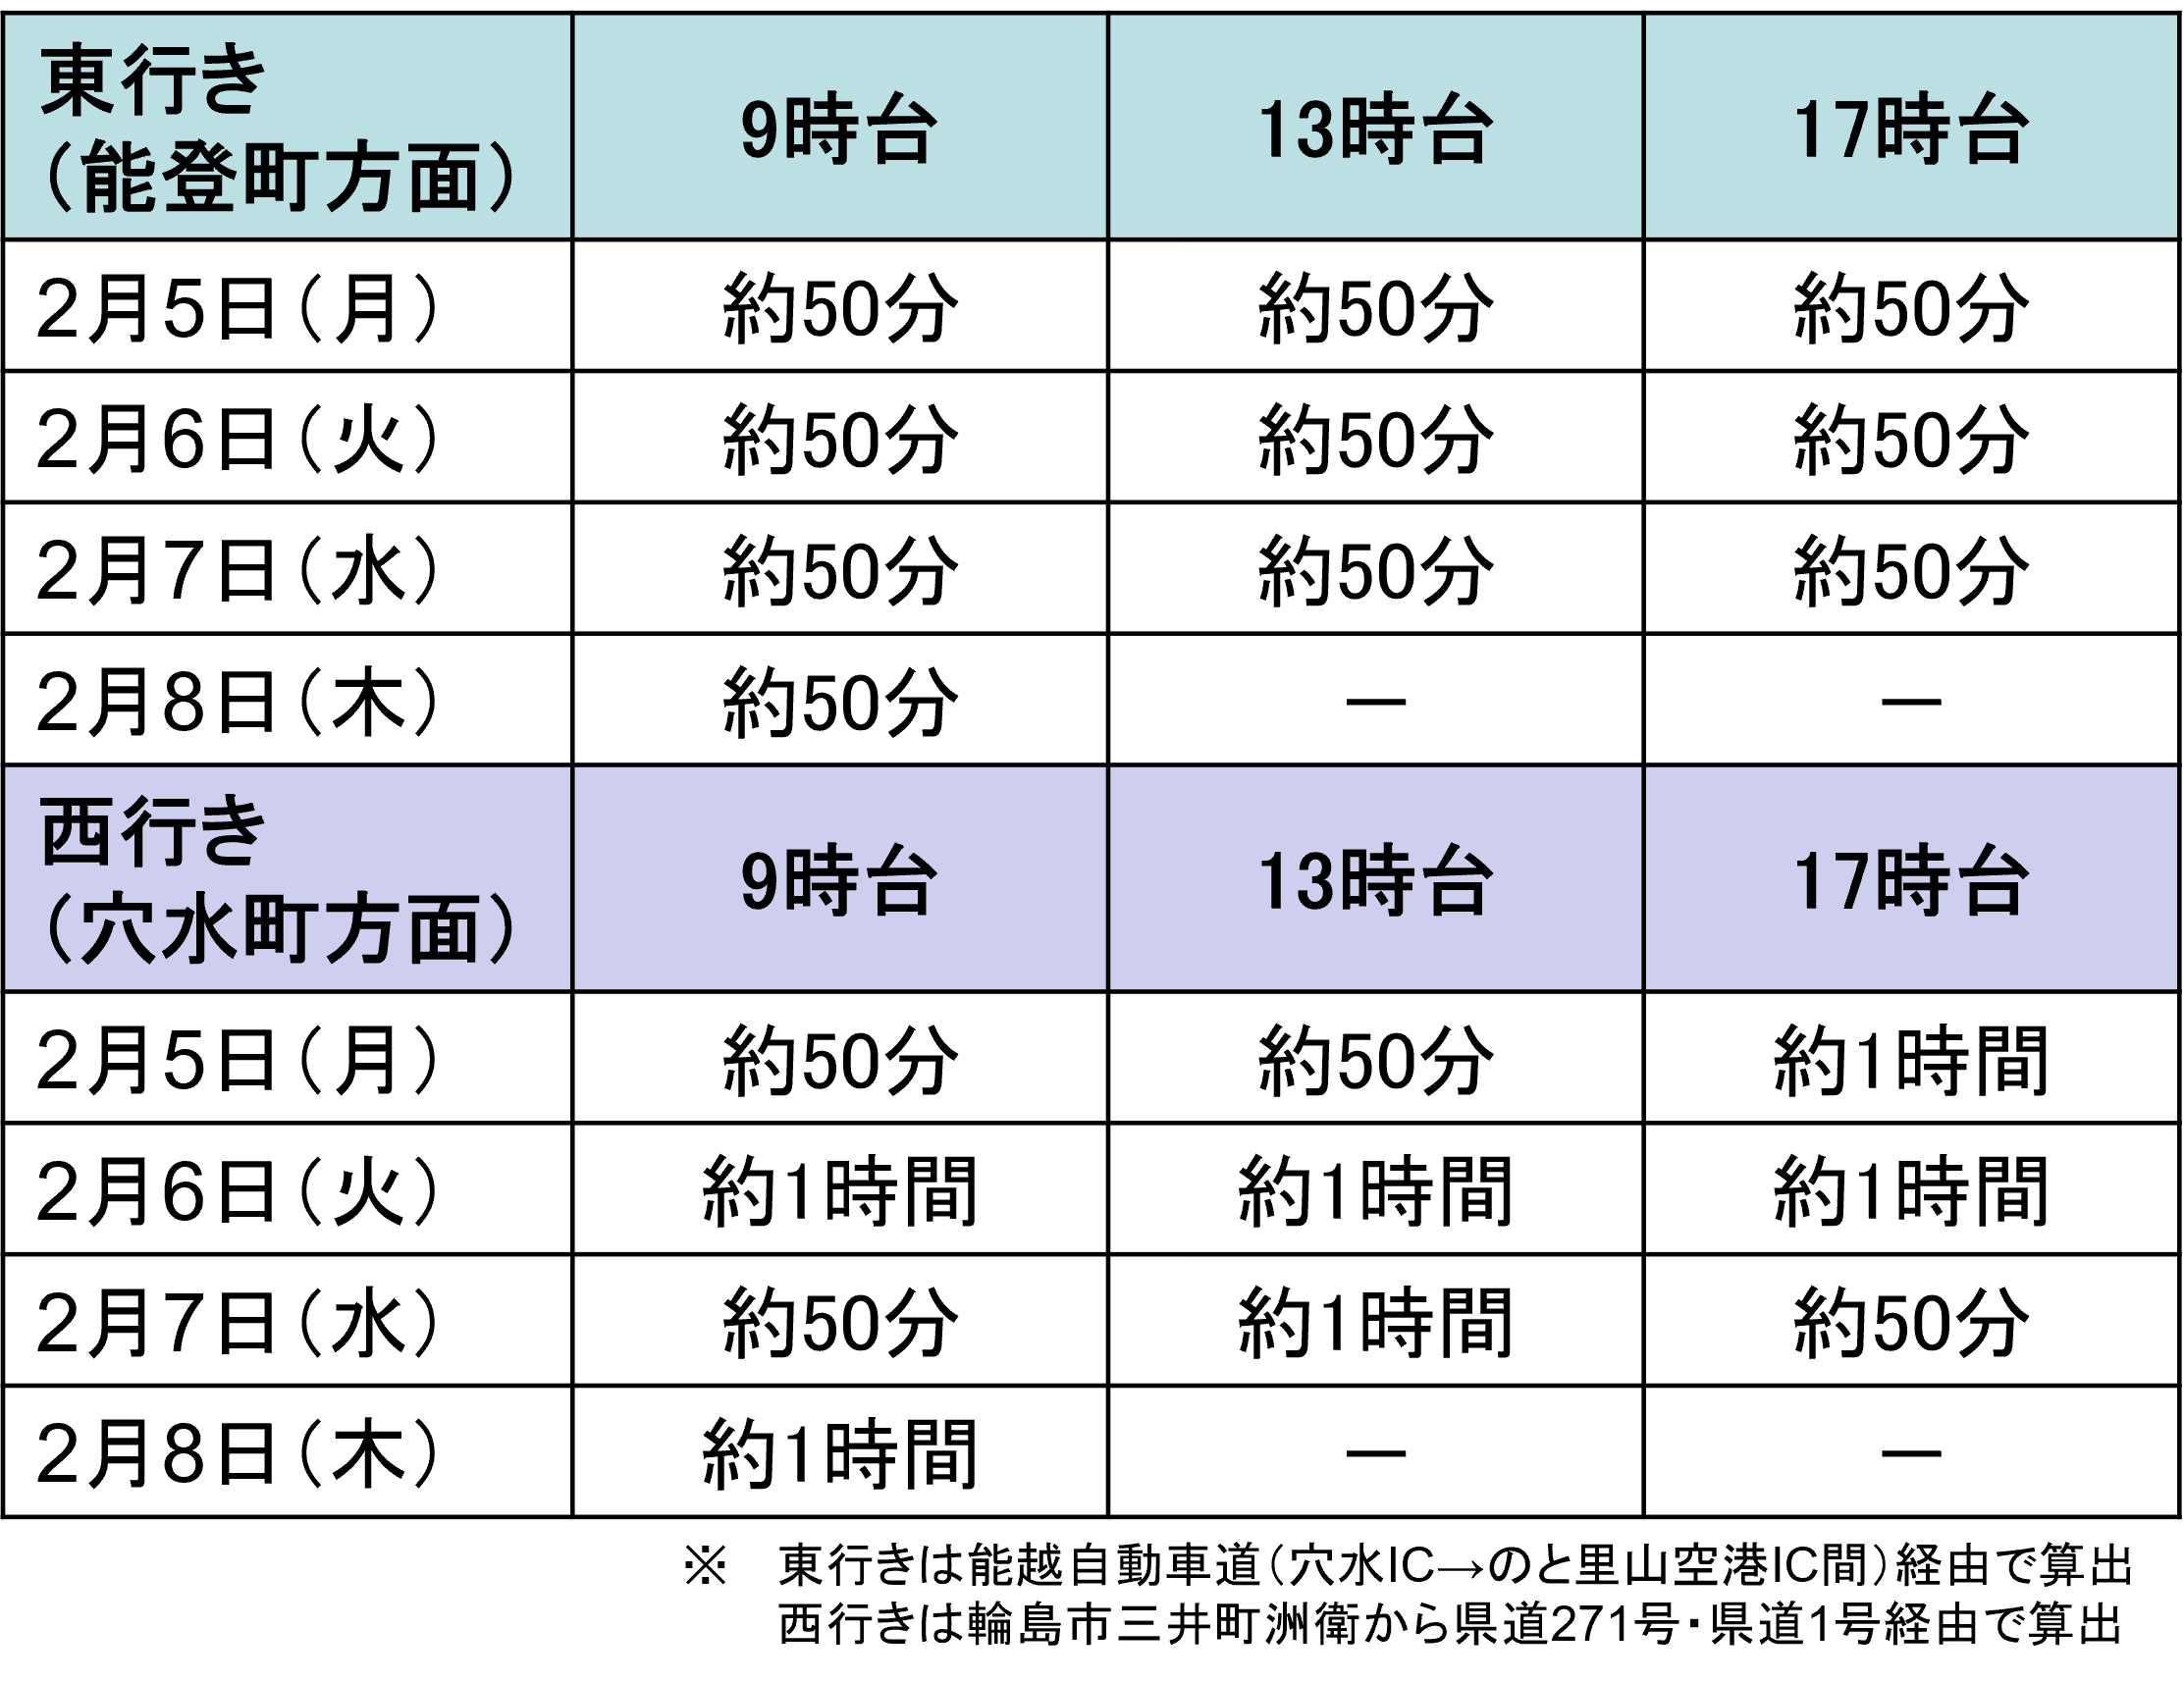 東行き
（能登町方面） 9時台 13時台 17時台
2月5日（月） 約50分 約50分 約50分
2月6日（火） 約50分 約50分 約50分
2月7日（水） 約50分 約50分 約50分
2月8日（木） 約50分 － －
西行き
（穴水町方面） 9時台 13時台 17時台
2月5日（月） 約50分 約50分 約1時間
2月6日（火） 約1時間 約1時間 約1時間
2月7日（水） 約50分 約1時間 約50分
2月8日（木） 約1時間 － －
※　東行きは能越自動車道（穴水IC→のと里山空港IC間）経由で算出
西行きは輪島市三井町洲衛から県道271号・県道1号経由で算出